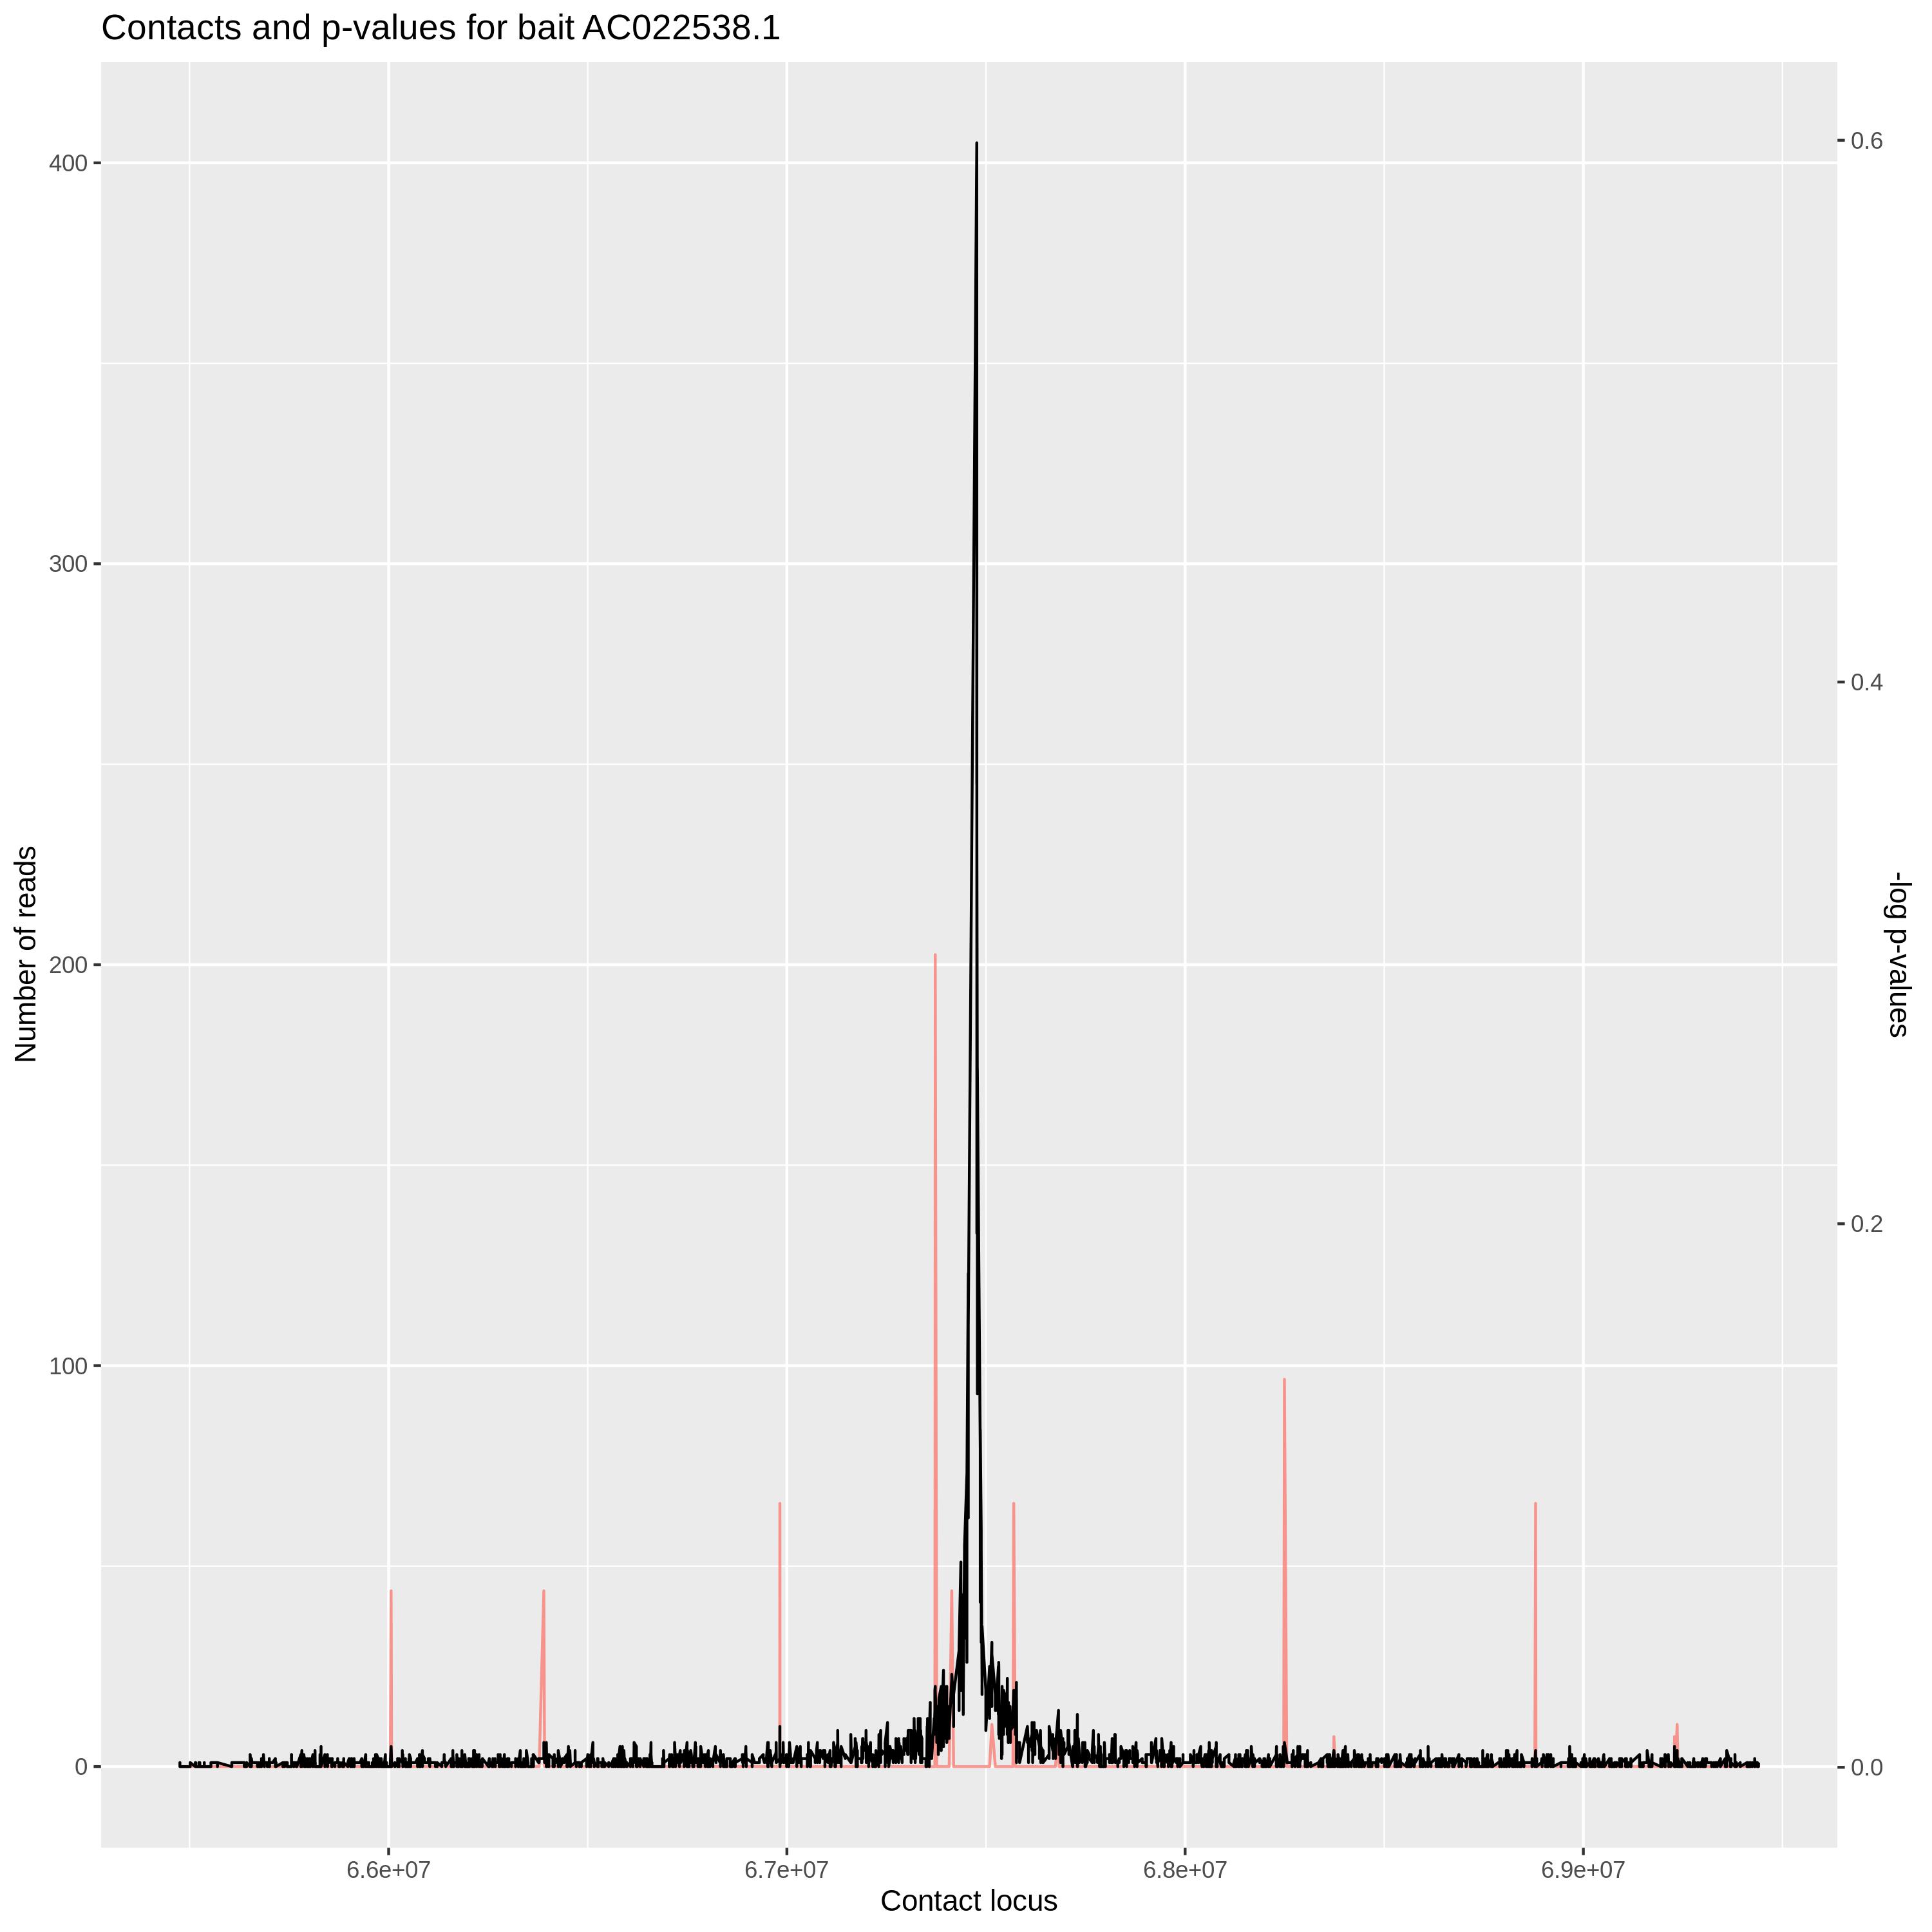 Contacts and p-values for bait AC022538.1
400
300
200
100
0
Number of reads
0.6
0.4
0.2
0.0
-log p-values
6.6e+07
6.7e+07
6.8e+07
6.9e+07
Contact locus